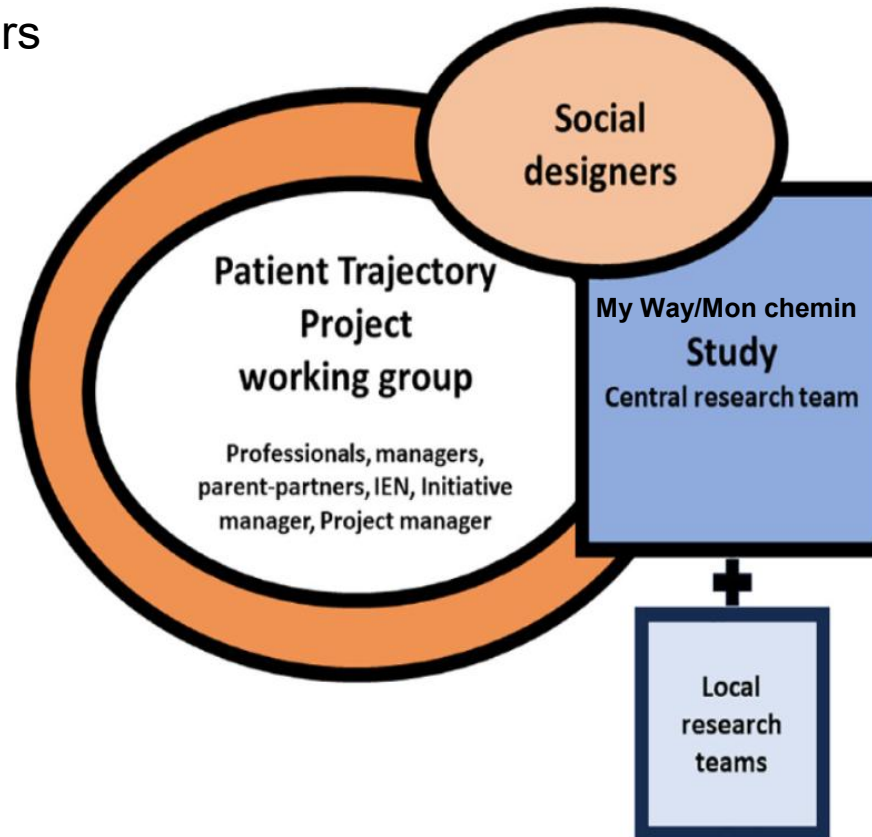 rs
Social
designers
Patient Trajectory
Project
working group
Professionals, managers,
parent-partners, IEN, Initiative
manager, Project manager
My Way/Mon chemin
Study
Central research team
Local
research
teams